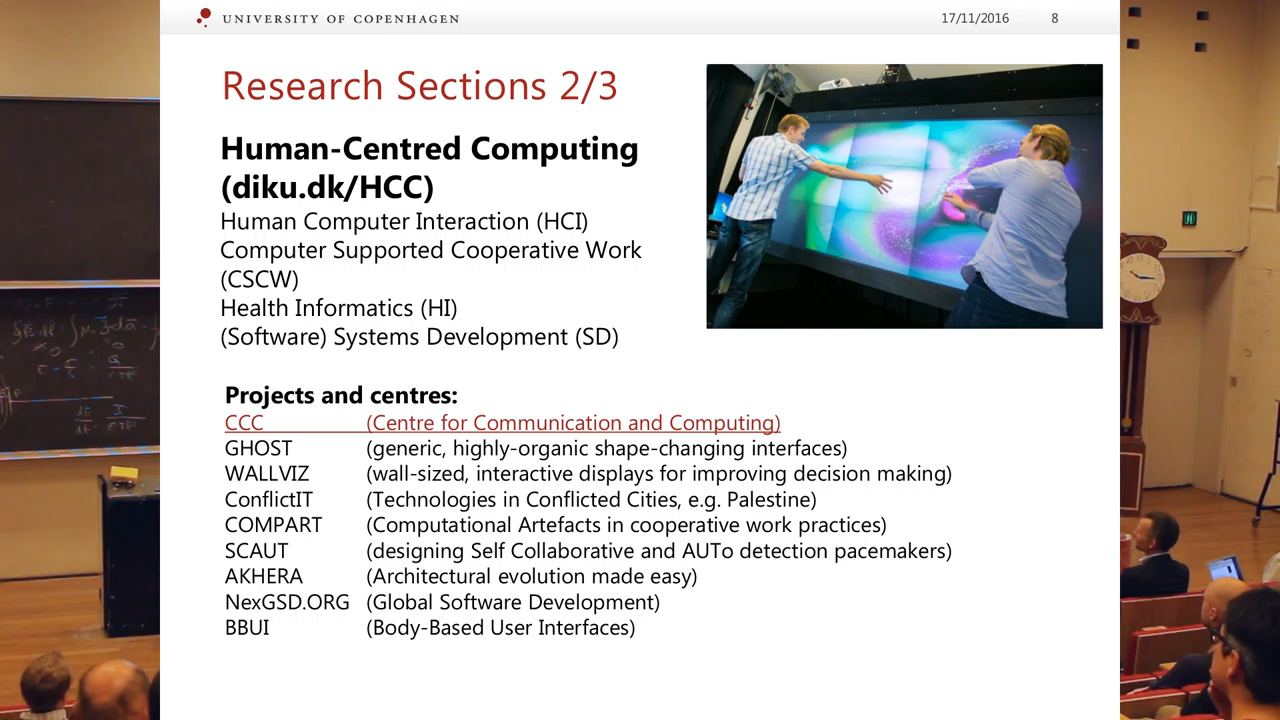 UNIVERSITY OF COPENHAGEN
17/11/2016 8
Research Sections 2/3
Human-Centred Computing
(diku.dk/HCC)
Human Computer Interaction (HCI)
Computer Supported Cooperative Work
(CSCW)
Health Informatics (HI)
(Software) Systems Development (SD)
Projects and centres:
CCC (Centre for Communication and Computing)
GHOST (generic, highly-organic shape-changing interfaces)
WALLVIZ (wall-sized, interactive displays for improving decision making)
ConflictIT (Technologies in Conflicted Cities, e.g. Palestine)
COMPART (Computational Artefacts in cooperative work practices)
SCAUT (designing Self Collaborative and AUTo detection pacemakers)
AKHERA (Architectural evolution made easy)
NexGSD.ORG (Global Software Development)
BBUI (Body-Based User Interfaces)